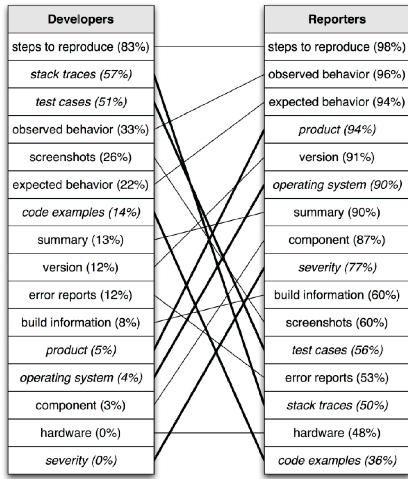 Developers
steps to reproduce (83%)
stack traces (57%)
test cases (51%)
observed behavior (33%)
screenshots (26%)
expected behavior (22%)
code examples (14%)
summary (13%)
version (12%)
error reports (12%)
build information (8%)
product (5%)
operating system (4%)
component (3%)
hardware (0%)
severity (0%)
Reporters
steps to reproduce (98%)
observed behavior (96%)
expected behavior (94%)
product (94%)
version (91%)
operating system (90%)
summary (90%)
component (87%)
severity (77%)
build information (60%)
screenshots (60%)
test cases (56%)
error reports (53%)
stack traces (50%)
hardware (48%)
code examples (36%)